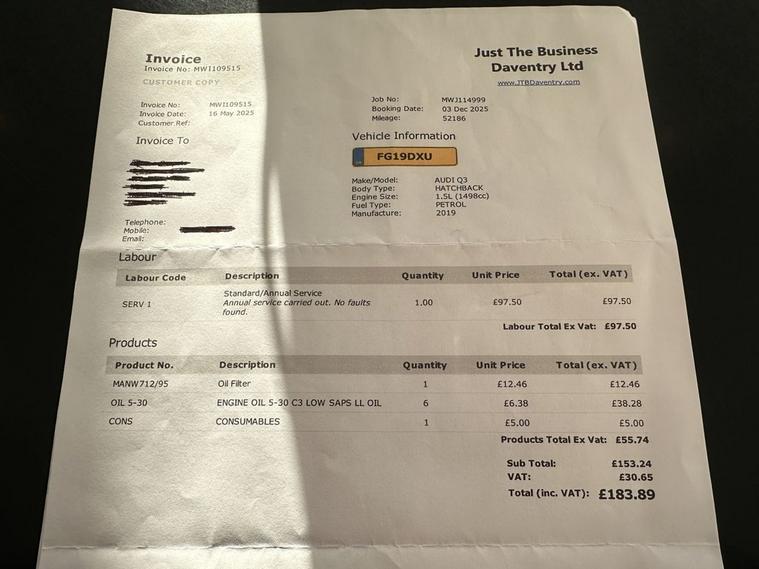 Invoice
Invoice No: MWI109515
CUSTOMER COPY
Just The Business
Daventry Ltd
www.JTBDaventry.com
Invoice No: MWI109515
Invoice Date: 16 May 2025
Customer Ref:
Job No: MWJ114999
Booking Date: 03 Dec 2025
Mileage: 52186
Invoice To
Vehicle Information
FG19DXU
Make/Model: AUDI Q3
Body Type: HATCHBACK
Engine Size: 1.5L (1498cc)
Fuel Type: PETROL
Manufacture: 2019
Telephone:
Mobile:
Email:
Labour
Labour Code Description Quantity Unit Price Total (ex. VAT)
SERV 1 Standard/Annual Service 1.00 £97.50 £97.50
Annual service carried out. No faults
found.
Labour Total Ex Vat: £97.50
Products
Product No. Description Quantity Unit Price Total (ex. VAT)
MANW712/95 Oil Filter 1 £12.46 £12.46
OIL 5-30 ENGINE OIL 5-30 C3 LOW SAPS LL OIL 6 £6.38 £38.28
CONS CONSUMABLES 1 £5.00 £5.00
Products Total Ex Vat: £55.74
Sub Total: £153.24
VAT: £30.65
Total (inc. VAT): £183.89